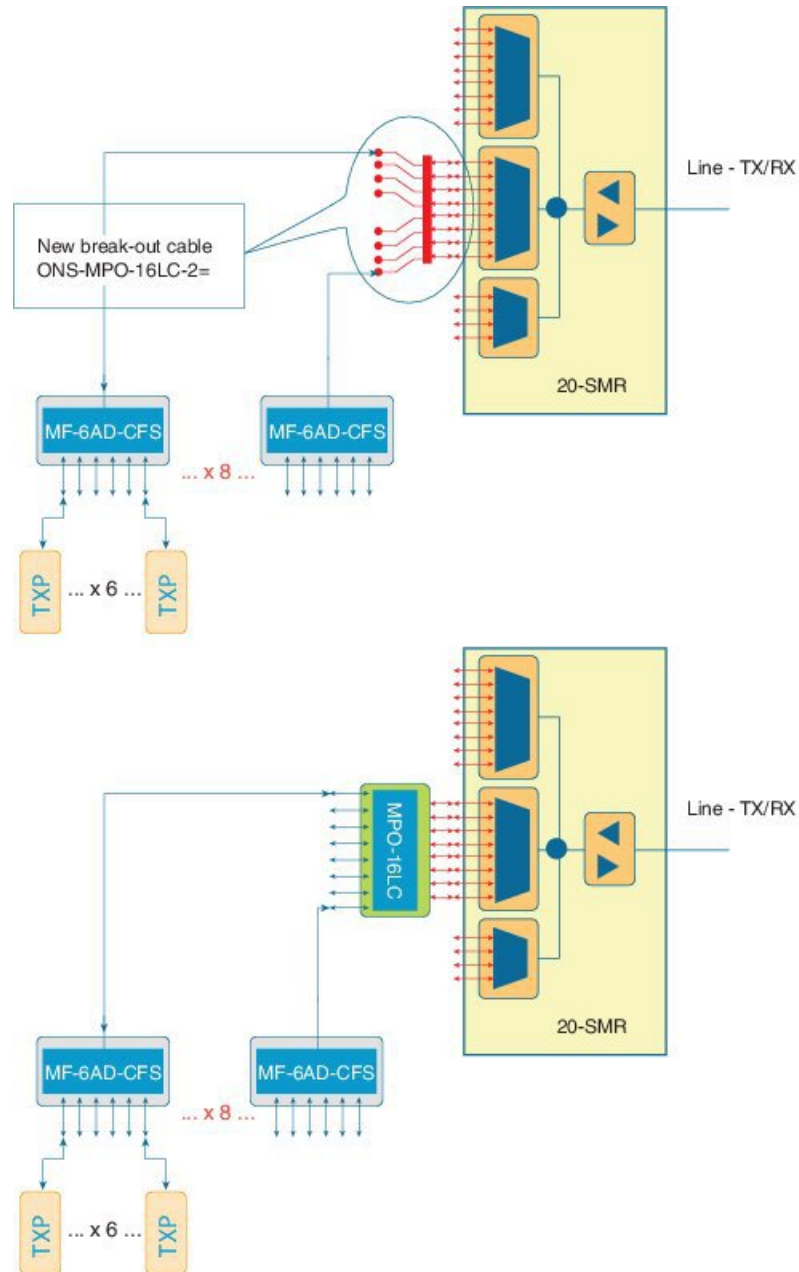 Line - TX/RX
New break-out cable
ONS-MPO-16LC-2=
20-SMR
MF-6AD-CFS
MF-6AD-CFS
... x 8 ...
TXP
... x 6 ...
TXP
MPO-16LC
Line - TX/RX
20-SMR
MF-6AD-CFS
MF-6AD-CFS
... x 8 ...
TXP
... x 6 ...
TXP